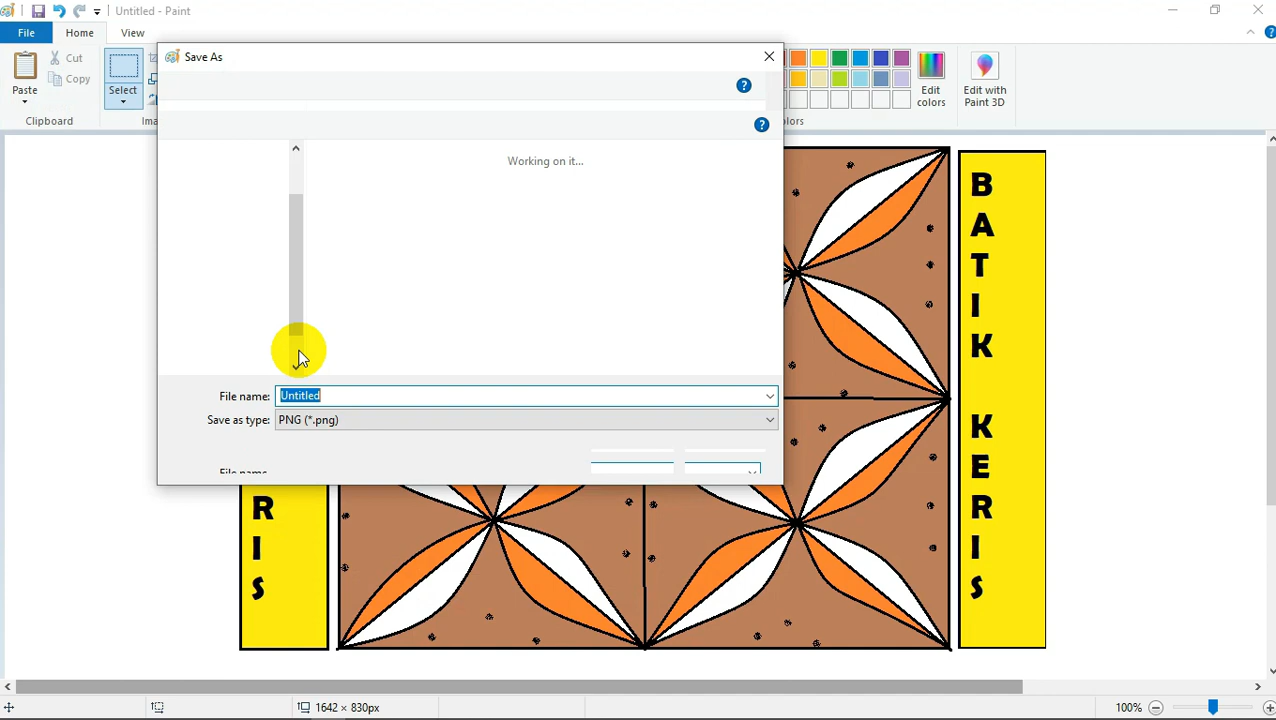 Untitled - Paint
File Home View
Paste
Cut
Copy
Select
Edit colors
Edit with Paint 3D
Clipboard
Save As
Working on it...
File name: Untitled
Save as type: PNG (*.png)
R
I
S
B
A
T
I
K
K
E
R
I
S
1642 × 830px
100%